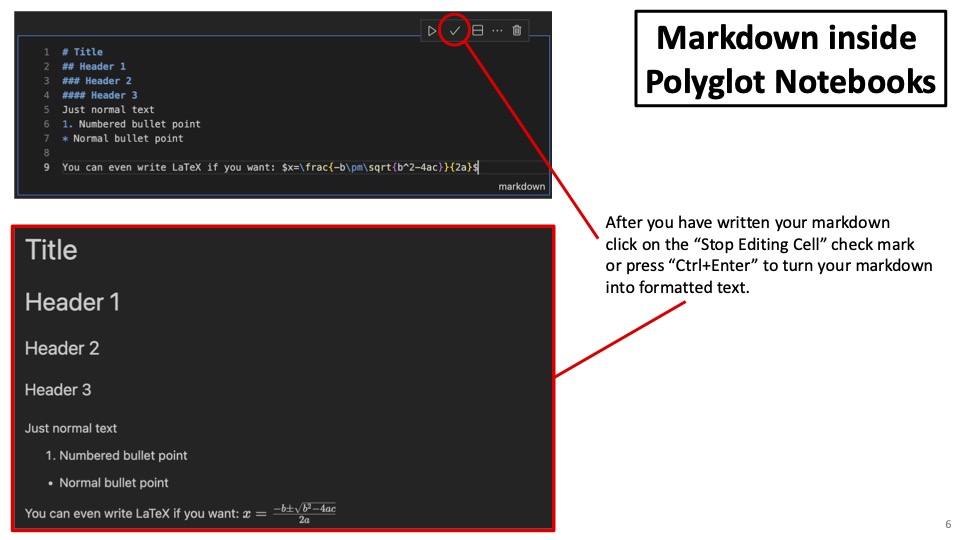 Markdown inside
Polyglot Notebooks
1 # Title
2 ## Header 1
3 ### Header 2
4 #### Header 3
5 Just normal text
6 1. Numbered bullet point
7 * Normal bullet point
8
9 You can even write LaTeX if you want: $x=\frac{-b\pm\sqrt{b^2-4ac}}{2a}$
markdown
After you have written your markdown
click on the “Stop Editing Cell” check mark
or press “Ctrl+Enter” to turn your markdown
into formatted text.
Title
Header 1
Header 2
Header 3
Just normal text
1. Numbered bullet point
• Normal bullet point
You can even write LaTeX if you want: x = \frac{-b±\sqrt{b^2-4ac}}{2a}
6